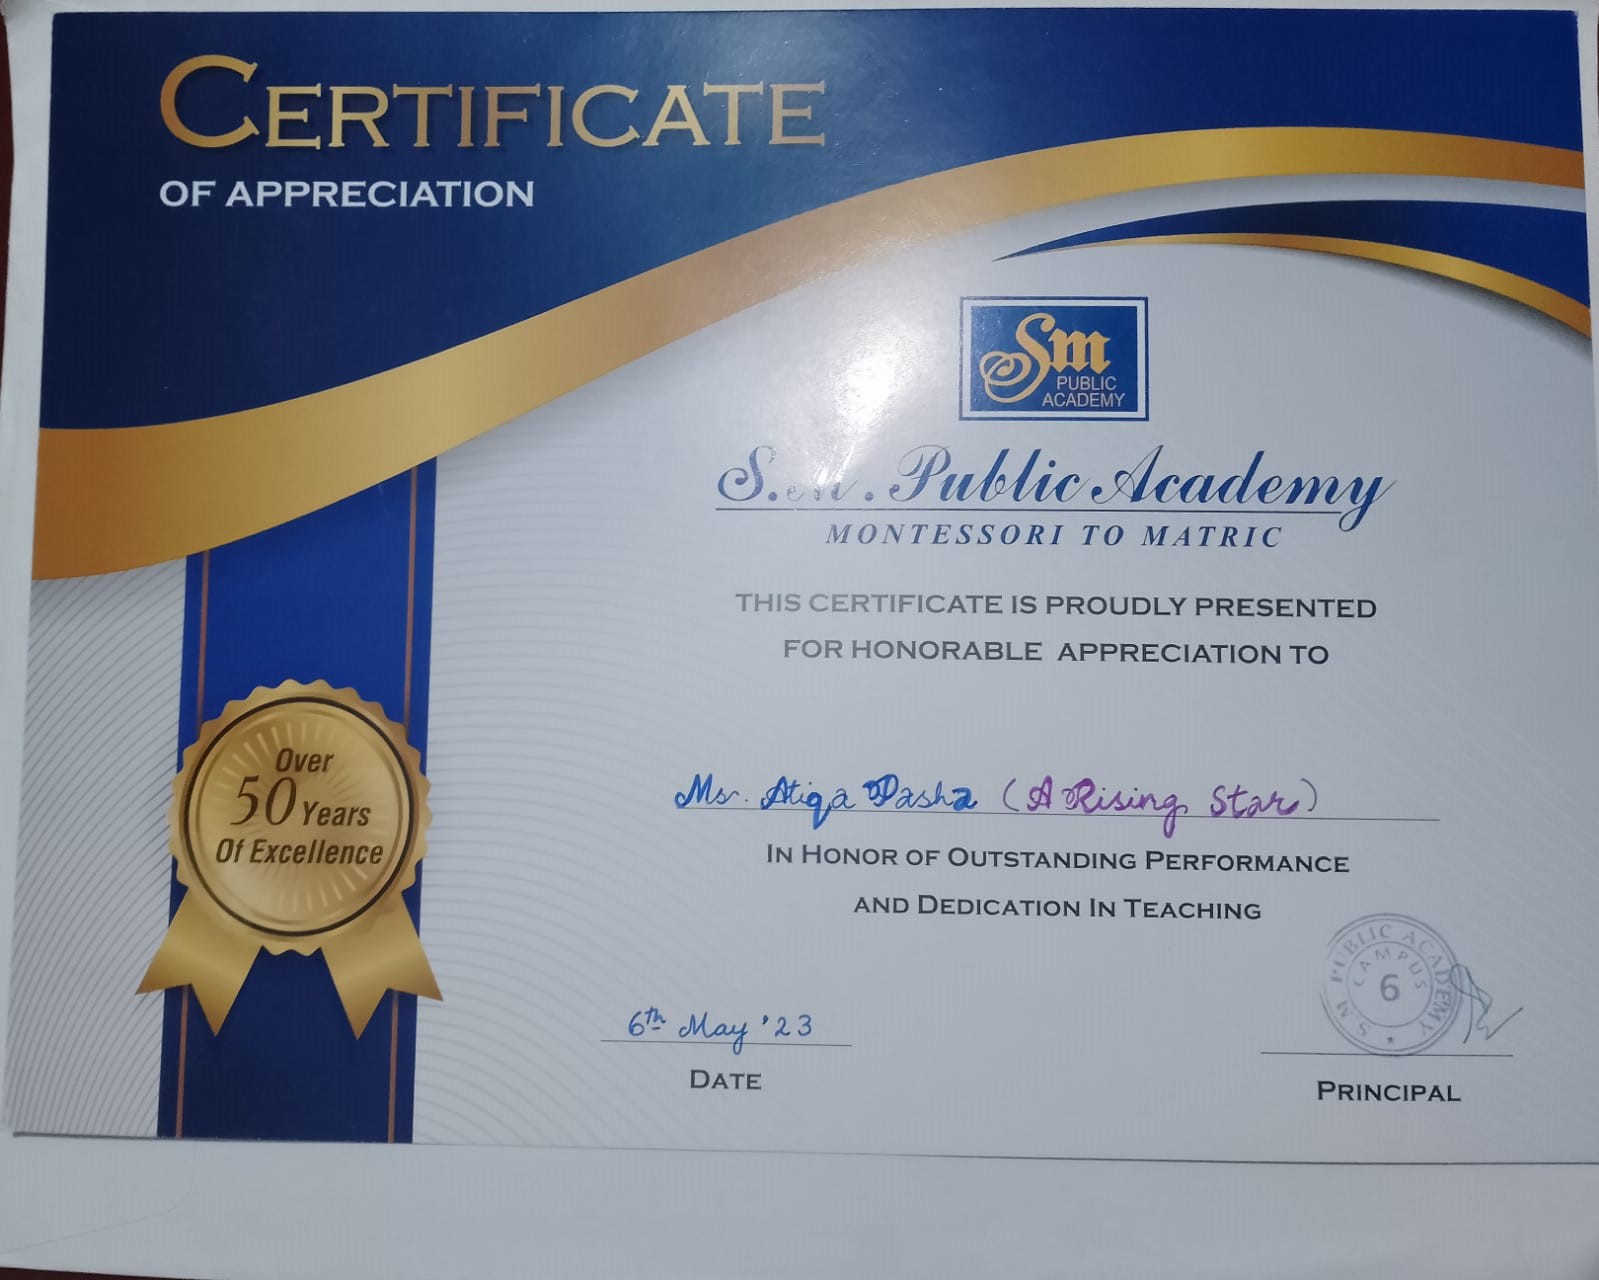 CERTIFICATE
OF APPRECIATION
Sm
PUBLIC
ACADEMY
S.M. Public Academy
MONTESSORI TO MATRIC
THIS CERTIFICATE IS PROUDLY PRESENTED
FOR HONORABLE APPRECIATION TO
Ms. Atiqa Pasha (A Rising Star)
IN HONOR OF OUTSTANDING PERFORMANCE
AND DEDICATION IN TEACHING
Over
50 Years
Of Excellence
6th May '23
DATE
S.M PUBLIC ACADEMY
CAMPUS
6
PRINCIPAL